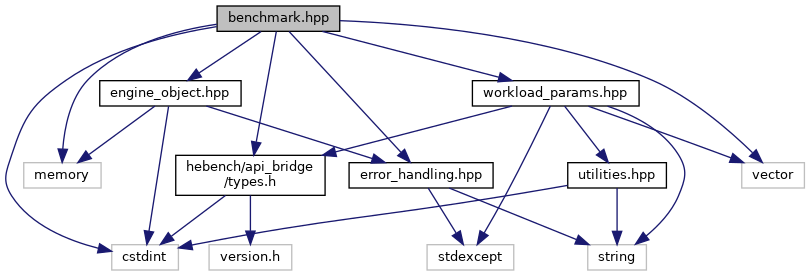 benchmark.hpp
engine_object.hpp
workload_params.hpp
memory
hebench/api_bridge
/types.h
error_handling.hpp
utilities.hpp
vector
cstdint
version.h
stdexcept
string